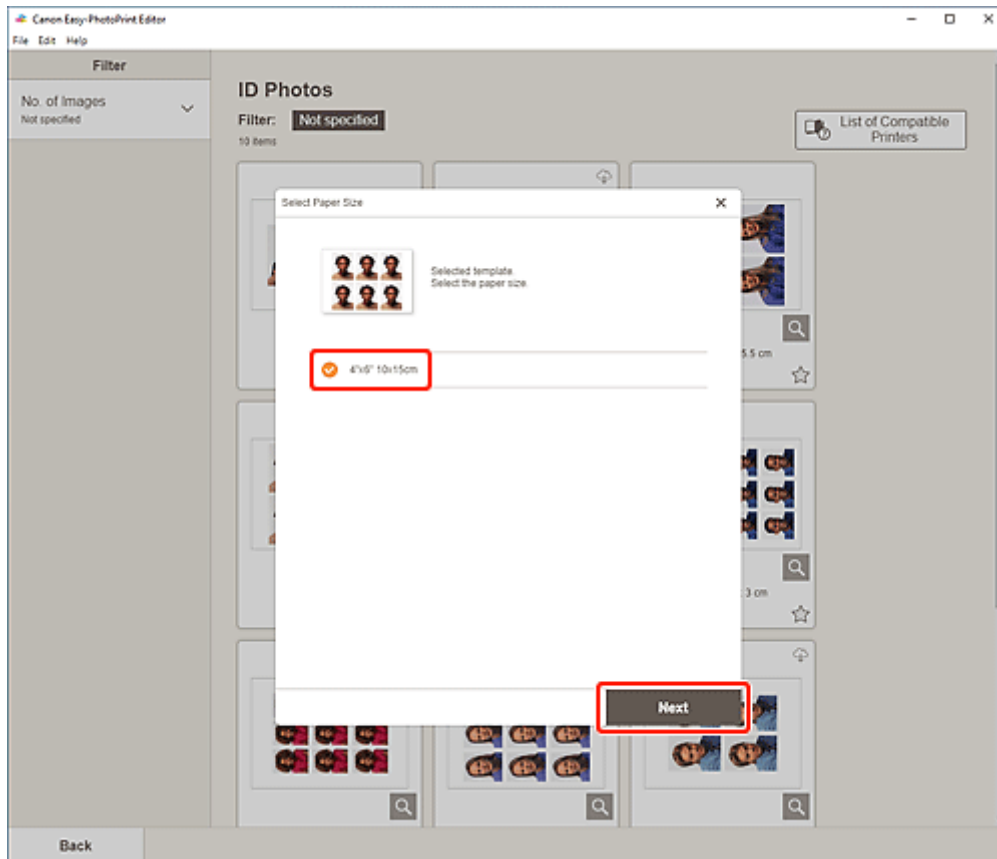 Canon Easy-PhotoPrint Editor
File Edit Help
Filter
No. of Images
Not specified
ID Photos
Filter: Not specified
10 items
List of Compatible
Printers
Select Paper Size
Selected template.
Select the paper size.
4"x6" 10x15cm
5.5 cm
3 cm
Next
Back